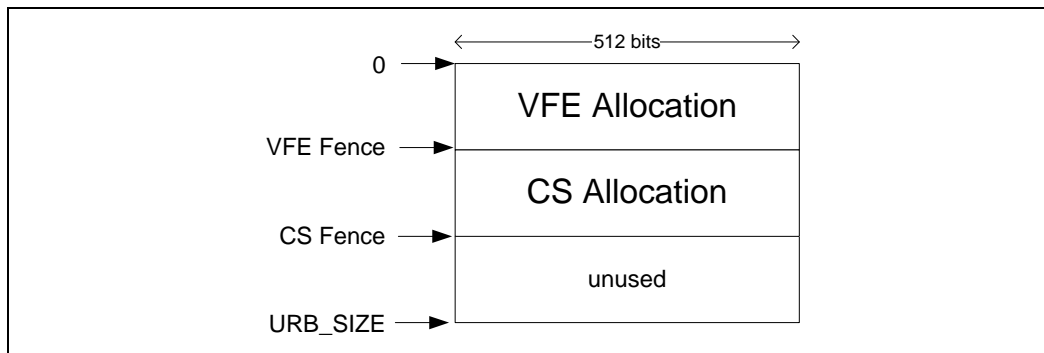 512 bits
0
VFE Allocation
VFE Fence
CS Allocation
CS Fence
unused
URB_SIZE